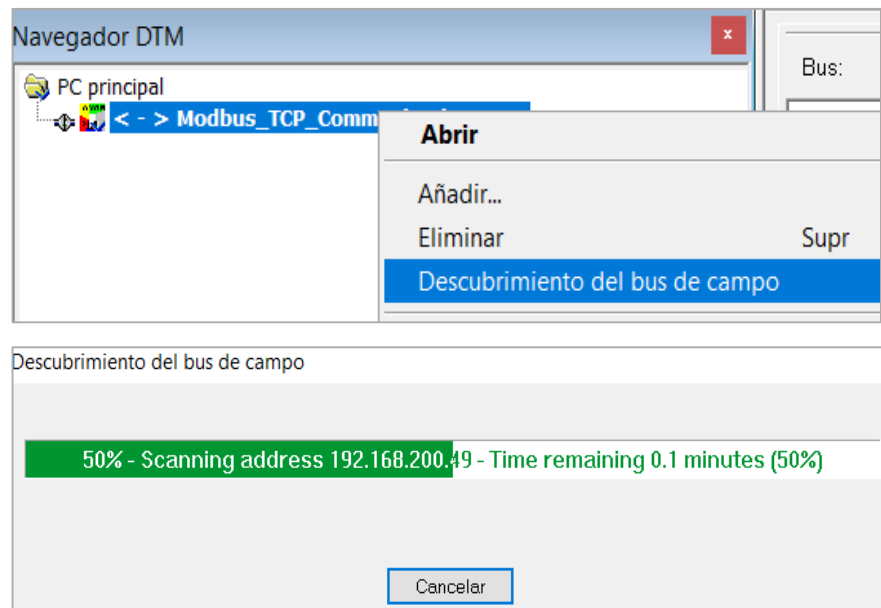 Navegador DTM
x
Bus:
PC principal
< - > Modbus_TCP_Comm
Abrir
Añadir...
Eliminar Supr
Descubrimiento del bus de campo
Descubrimiento del bus de campo
50% - Scanning address 192.168.200.49 - Time remaining 0.1 minutes (50%)
Cancelar